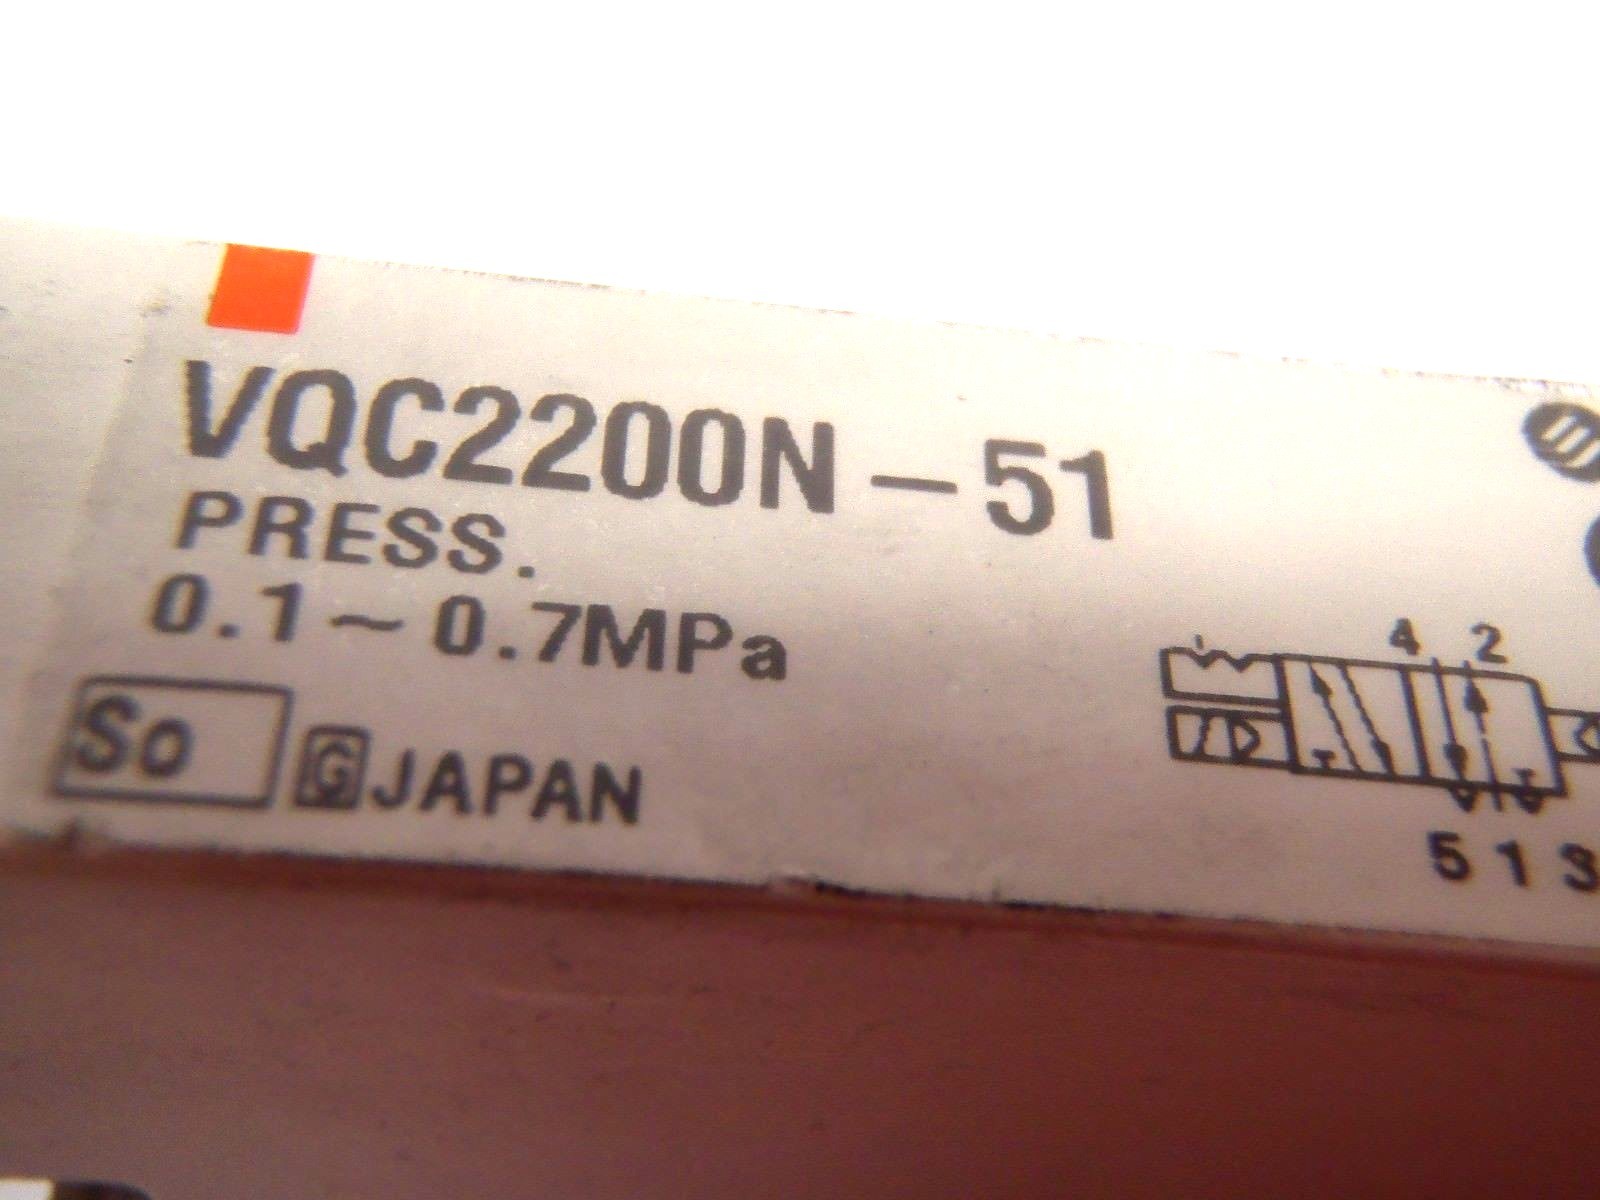 VQC2200N-51
PRESS.
0.1~0.7MPa
So G JAPAN
4 2
5 1 3